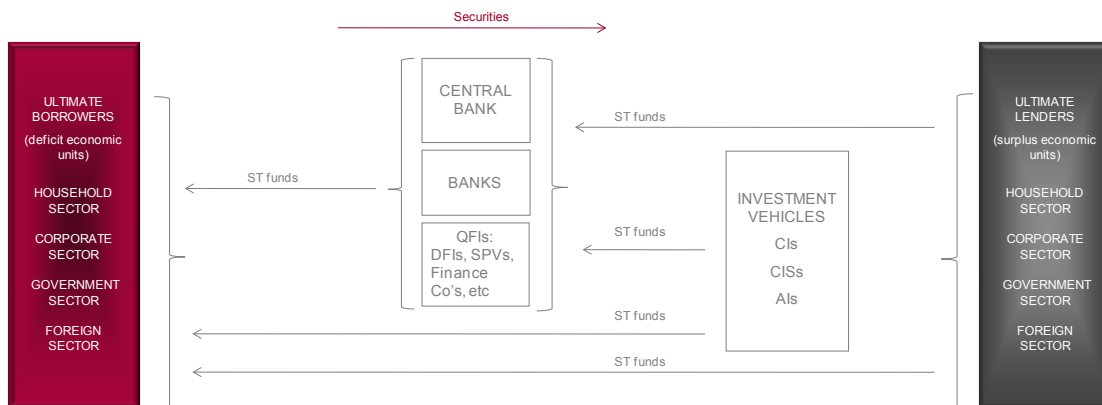 Securities
ULTIMATE
BORROWERS
(deficit economic
units)
HOUSEHOLD
SECTOR
CORPORATE
SECTOR
GOVERNMENT
SECTOR
FOREIGN
SECTOR
ST funds
CENTRAL
BANK
BANKS
QFIs:
DFIs, SPVs,
Finance
Co's, etc
ST funds
ST funds
ST funds
ST funds
INVESTMENT
VEHICLES
CIs
CISs
AIs
ULTIMATE
LENDERS
(surplus economic
units)
HOUSEHOLD
SECTOR
CORPORATE
SECTOR
GOVERNMENT
SECTOR
FOREIGN
SECTOR